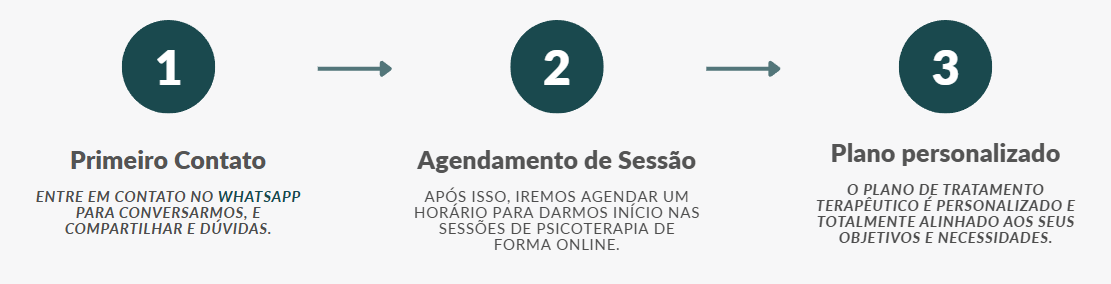 1
Primeiro Contato
ENTRE EM CONTATO NO WHATSAPP
PARA CONVERSARMOS, E
COMPARTILHAR E DÚVIDAS.
2
Agendamento de Sessão
APÓS ISSO, IREMOS AGENDAR UM
HORÁRIO PARA DARMOS INÍCIO NAS
SESSÕES DE PSICOTERAPIA DE
FORMA ONLINE.
3
Plano personalizado
O PLANO DE TRATAMENTO
TERAPÊUTICO É PERSONALIZADO E
TOTALMENTE ALINHADO AOS SEUS
OBJETIVOS E NECESSIDADES.